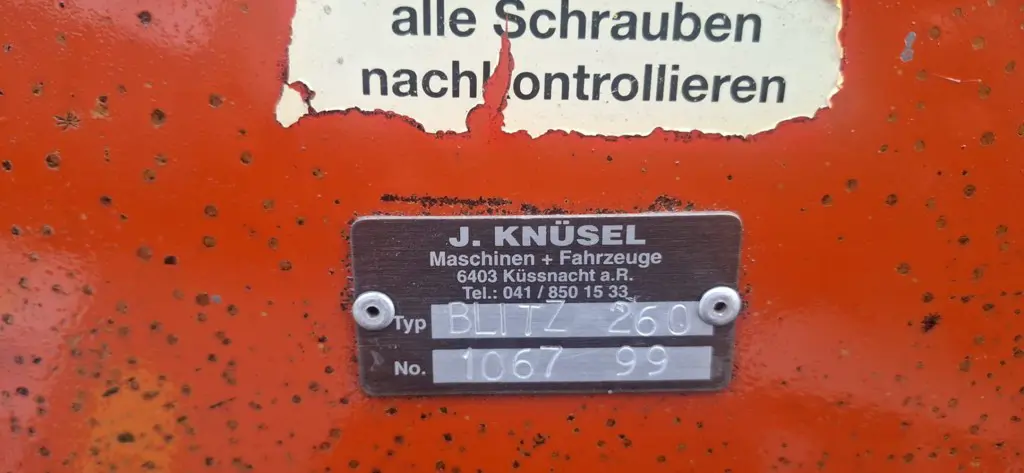 alle Schrauben
nachkontrollieren
J. KNÜSEL
Maschinen + Fahrzeuge
6403 Küssnacht a.R.
Tel.: 041 / 850 15 33
Typ BLITZ 260
No. 1067 99